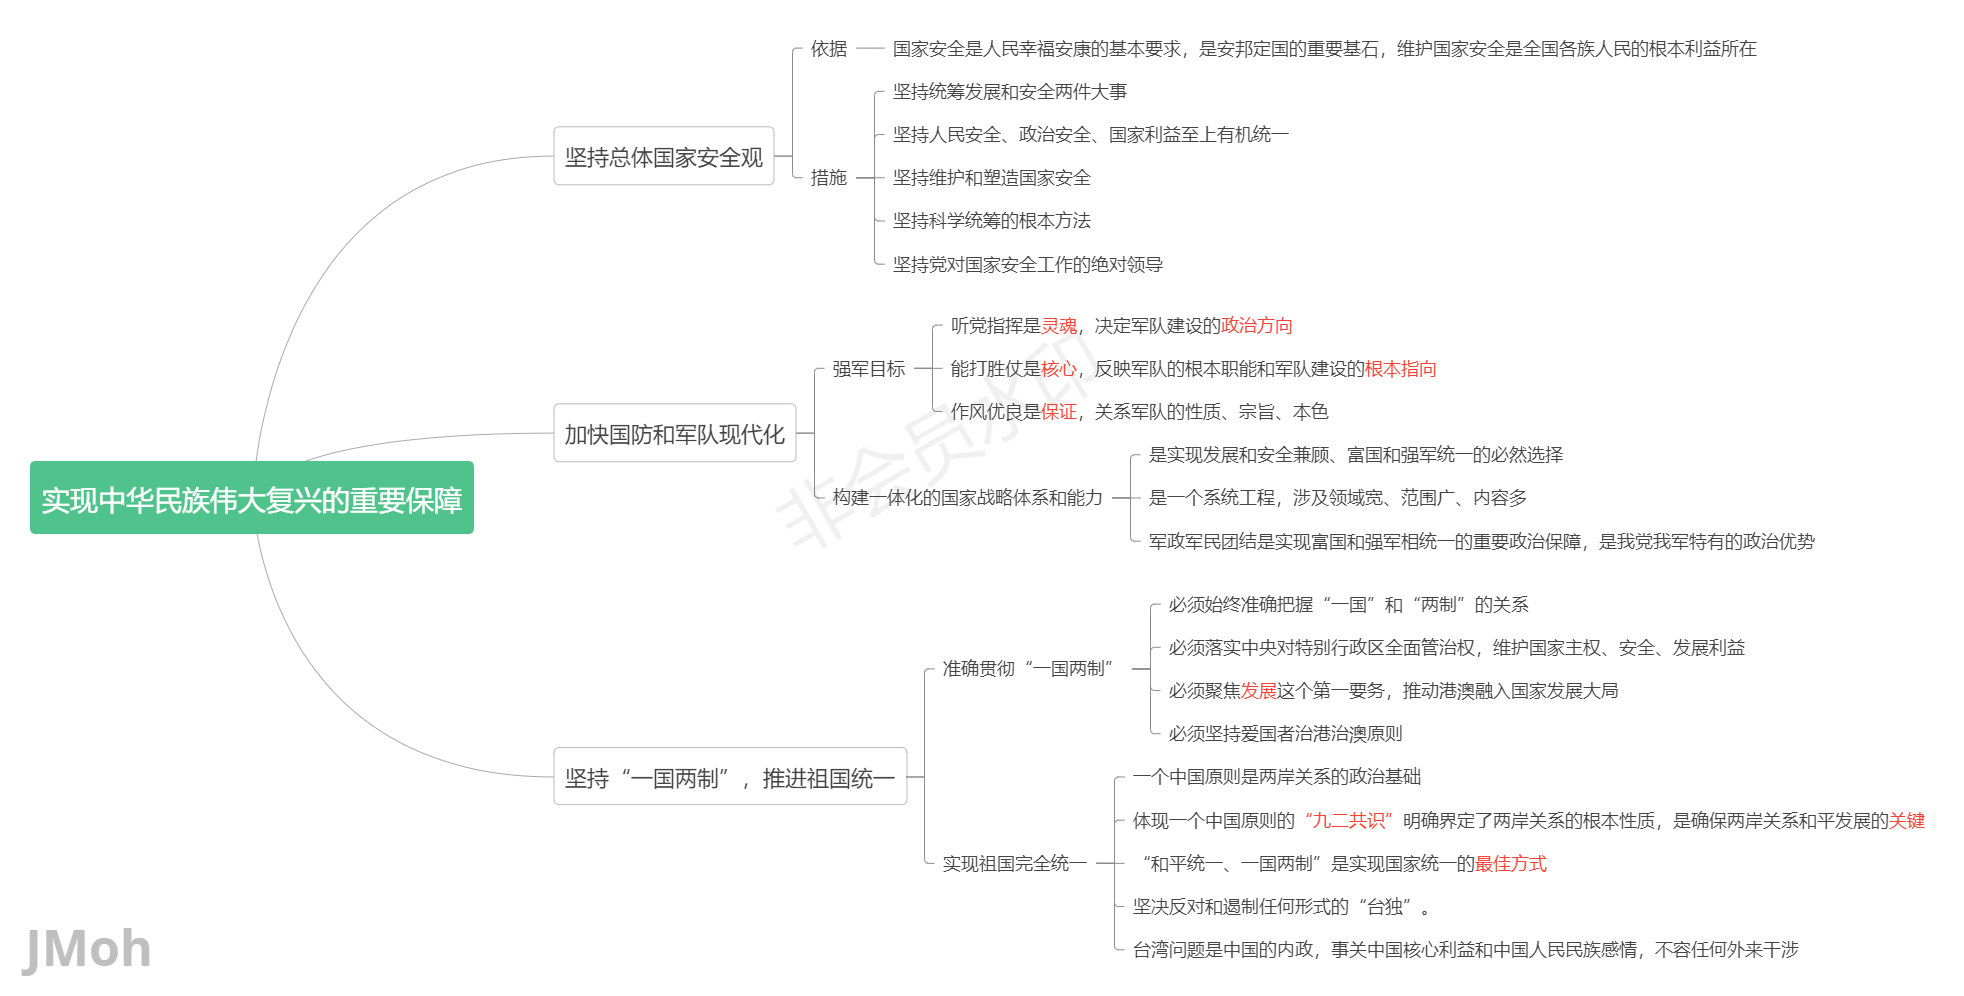 实现中华民族伟大复兴的重要保障
坚持总体国家安全观
依据
国家安全是人民幸福安康的基本要求，是安邦定国的重要基石，维护国家安全是全国各族人民的根本利益所在
措施
坚持统筹发展和安全两件大事
坚持人民安全、政治安全、国家利益至上有机统一
坚持维护和塑造国家安全
坚持科学统筹的根本方法
坚持党对国家安全工作的绝对领导
加快国防和军队现代化
强军目标
听党指挥是灵魂，决定军队建设的政治方向
能打胜仗是核心，反映军队的根本职能和军队建设的根本指向
作风优良是保证，关系军队的性质、宗旨、本色
构建一体化的国家战略体系和能力
是实现发展和安全兼顾、富国和强军统一的必然选择
是一个系统工程，涉及领域宽、范围广、内容多
军政军民团结是实现富国和强军相统一的重要政治保障，是我党我军特有的政治优势
坚持“一国两制”，推进祖国统一
准确贯彻“一国两制”
必须始终准确把握“一国”和“两制”的关系
必须落实中央对特别行政区全面管治权，维护国家主权、安全、发展利益
必须聚焦发展这个第一要务，推动港澳融入国家发展大局
必须坚持爱国者治港治澳原则
实现祖国完全统一
一个中国原则是两岸关系的政治基础
体现一个中国原则的“九二共识”明确界定了两岸关系的根本性质，是确保两岸关系和平发展的关键
“和平统一、一国两制”是实现国家统一的最佳方式
坚决反对和遏制任何形式的“台独”。
台湾问题是中国的内政，事关中国核心利益和中国人民民族感情，不容任何外来干涉
非会员水印
JMoh